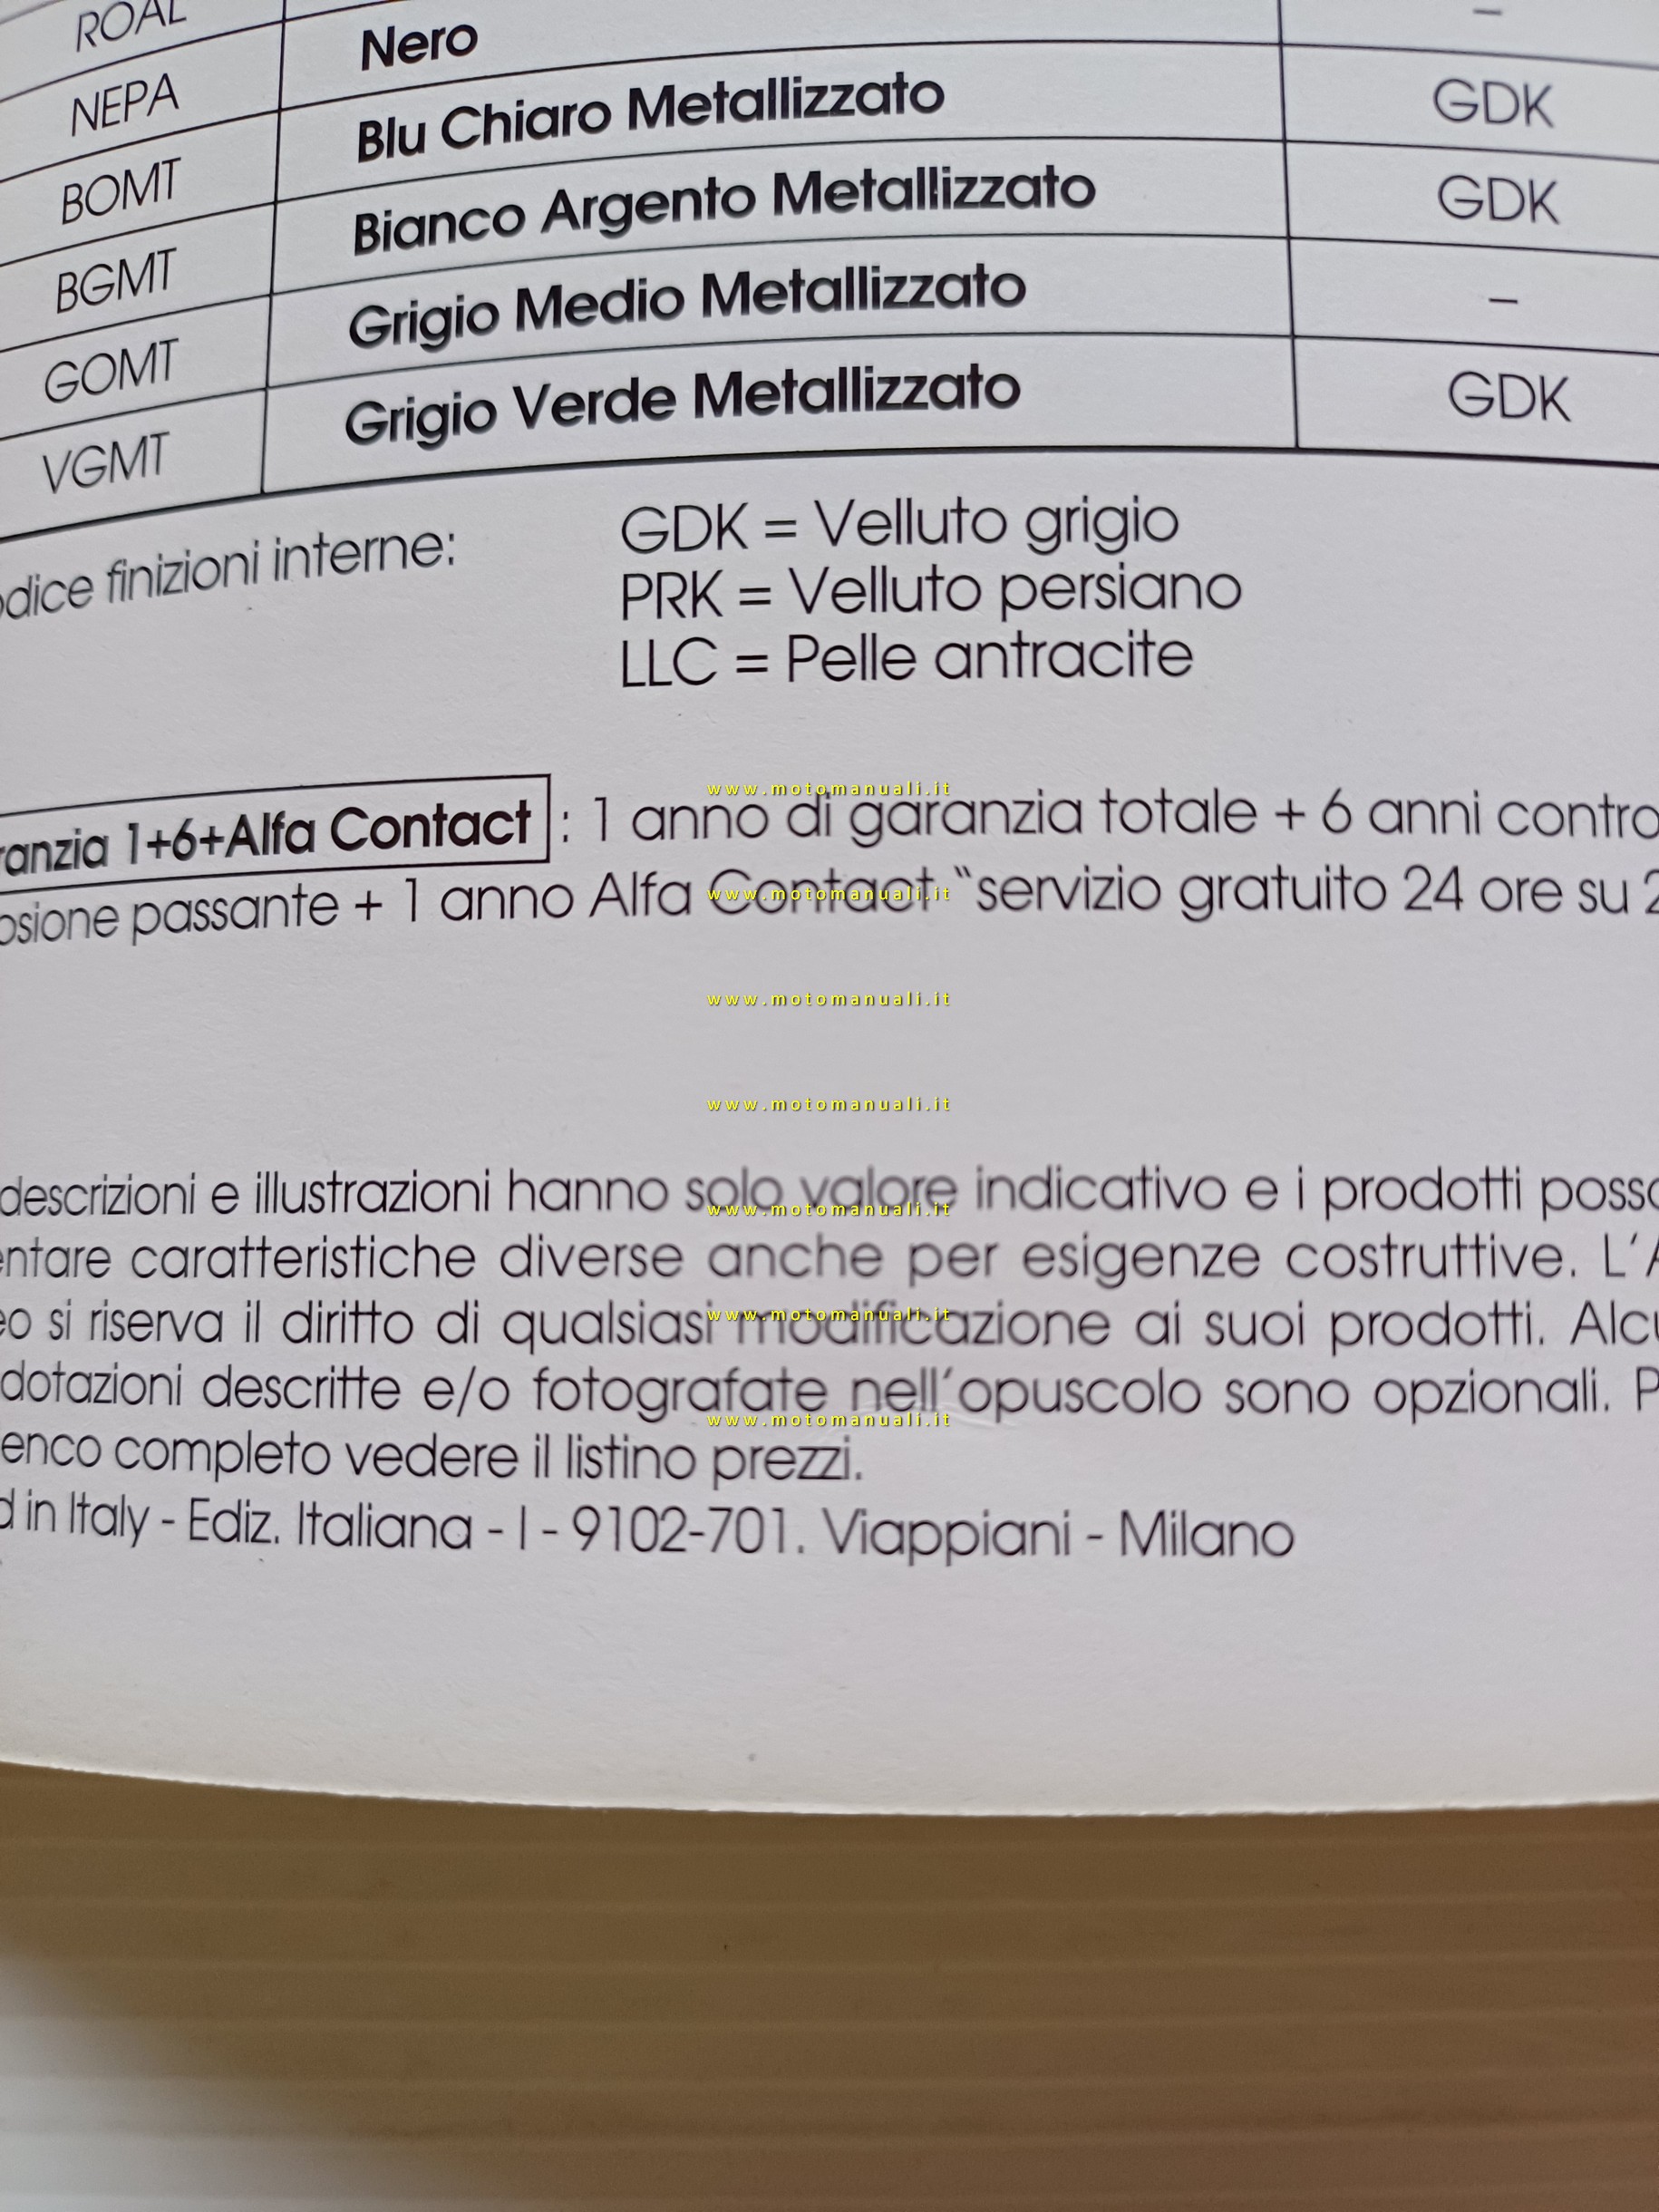 ROAL –
NEPA Nero GDK
BOMT Blu Chiaro Metallizzato GDK
BGMT Bianco Argento Metallizzato –
GOMT Grigio Medio Metallizzato GDK
VGMT Grigio Verde Metallizzato
finizioni interne: GDK = Velluto grigio
PRK = Velluto persiano
LLC = Pelle antracite
www.motomanuali.it
ranzia 1+6+Alfa Contact : 1 anno di garanzia totale + 6 anni contro
osione passante + 1 anno Alfa Contact “servizio gratuito 24 ore su 2
www.motomanuali.it
www.motomanuali.it
www.motomanuali.it
descrizioni e illustrazioni hanno solo valore indicativo e i prodotti posso
www.motomanuali.it
entare caratteristiche diverse anche per esigenze costruttive. L'A
eo si riserva il diritto di qualsiasi modificazione ai suoi prodotti. Alcu
www.motomanuali.it
dotazioni descritte e/o fotografate nell'opuscolo sono opzionali. P
www.motomanuali.it
enco completo vedere il listino prezzi.
d in Italy - Ediz. Italiana - I - 9102-701. Viappiani - Milano